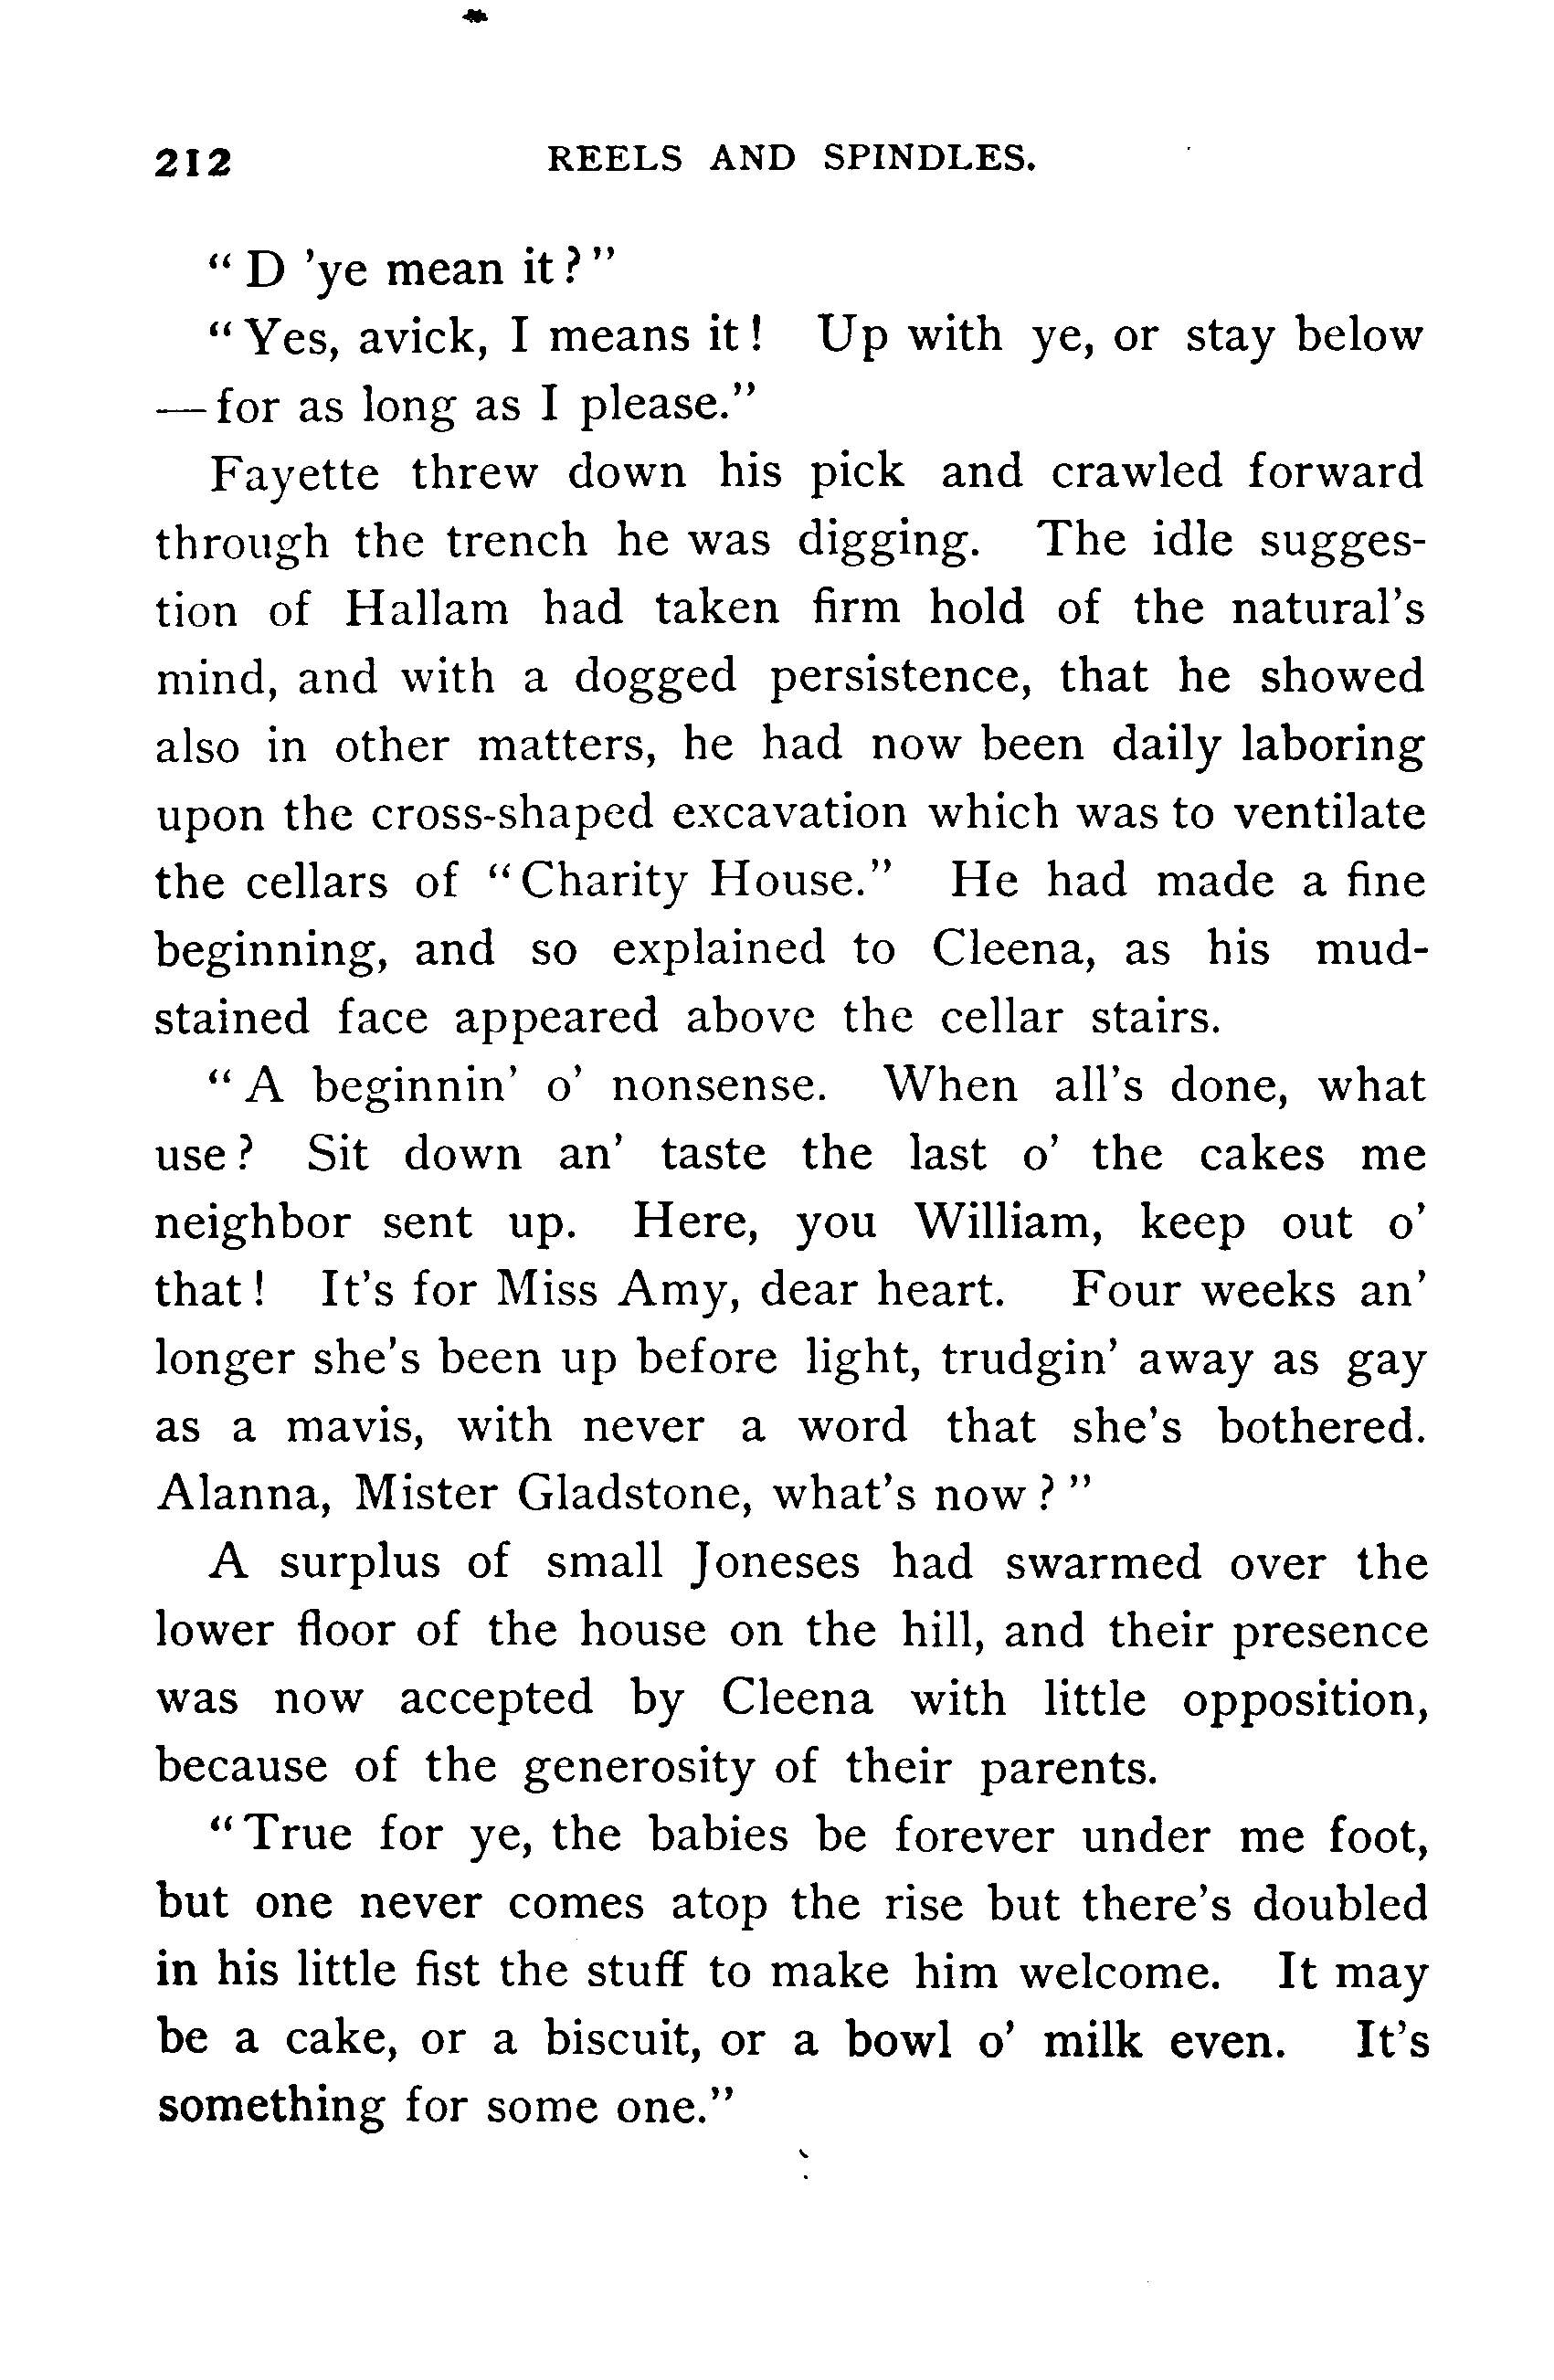 212 REELS AND SPINDLES.
“ D ’ye mean it ? ”
“ Yes, avick, I means it ! Up with ye, or stay below
— for as long as I please.”
Fayette threw down his pick and crawled forward
through the trench he was digging. The idle sugges-
tion of Hallam had taken firm hold of the natural’s
mind, and with a dogged persistence, that he showed
also in other matters, he had now been daily laboring
upon the cross-shaped excavation which was to ventilate
the cellars of “ Charity House.” He had made a fine
beginning, and so explained to Cleena, as his mud-
stained face appeared above the cellar stairs.
“ A beginnin’ o’ nonsense. When all’s done, what
use ? Sit down an’ taste the last o’ the cakes me
neighbor sent up. Here, you William, keep out o’
that ! It’s for Miss Amy, dear heart. Four weeks an’
longer she’s been up before light, trudgin’ away as gay
as a mavis, with never a word that she’s bothered.
Alanna, Mister Gladstone, what’s now ? ”
A surplus of small Joneses had swarmed over the
lower floor of the house on the hill, and their presence
was now accepted by Cleena with little opposition,
because of the generosity of their parents.
“ True for ye, the babies be forever under me foot,
but one never comes atop the rise but there’s doubled
in his little fist the stuff to make him welcome. It may
be a cake, or a biscuit, or a bowl o’ milk even. It’s
something for some one.”